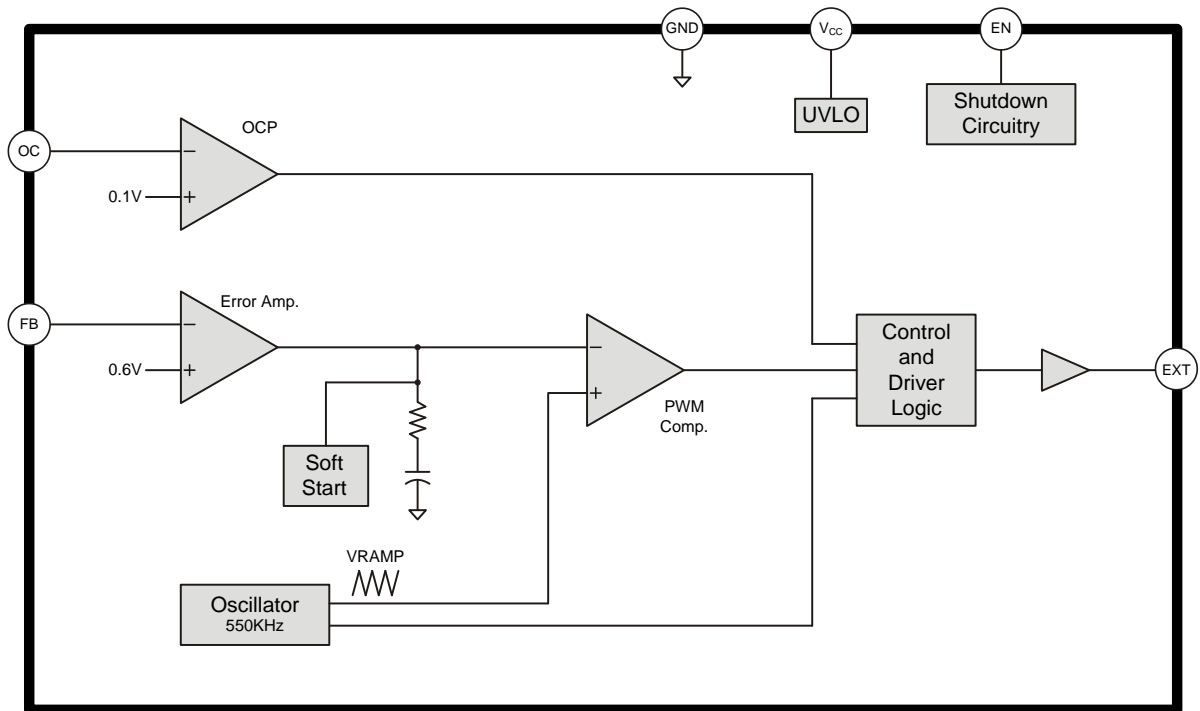 GND
VCC
EN
UVLO
Shutdown
Circuitry
OC
OCP
−
0.1V
+
FB
Error Amp.
−
0.6V
+
−
+
PWM
Comp.
Control
and
Driver
Logic
EXT
Soft
Start
VRAMP
Oscillator
550KHz